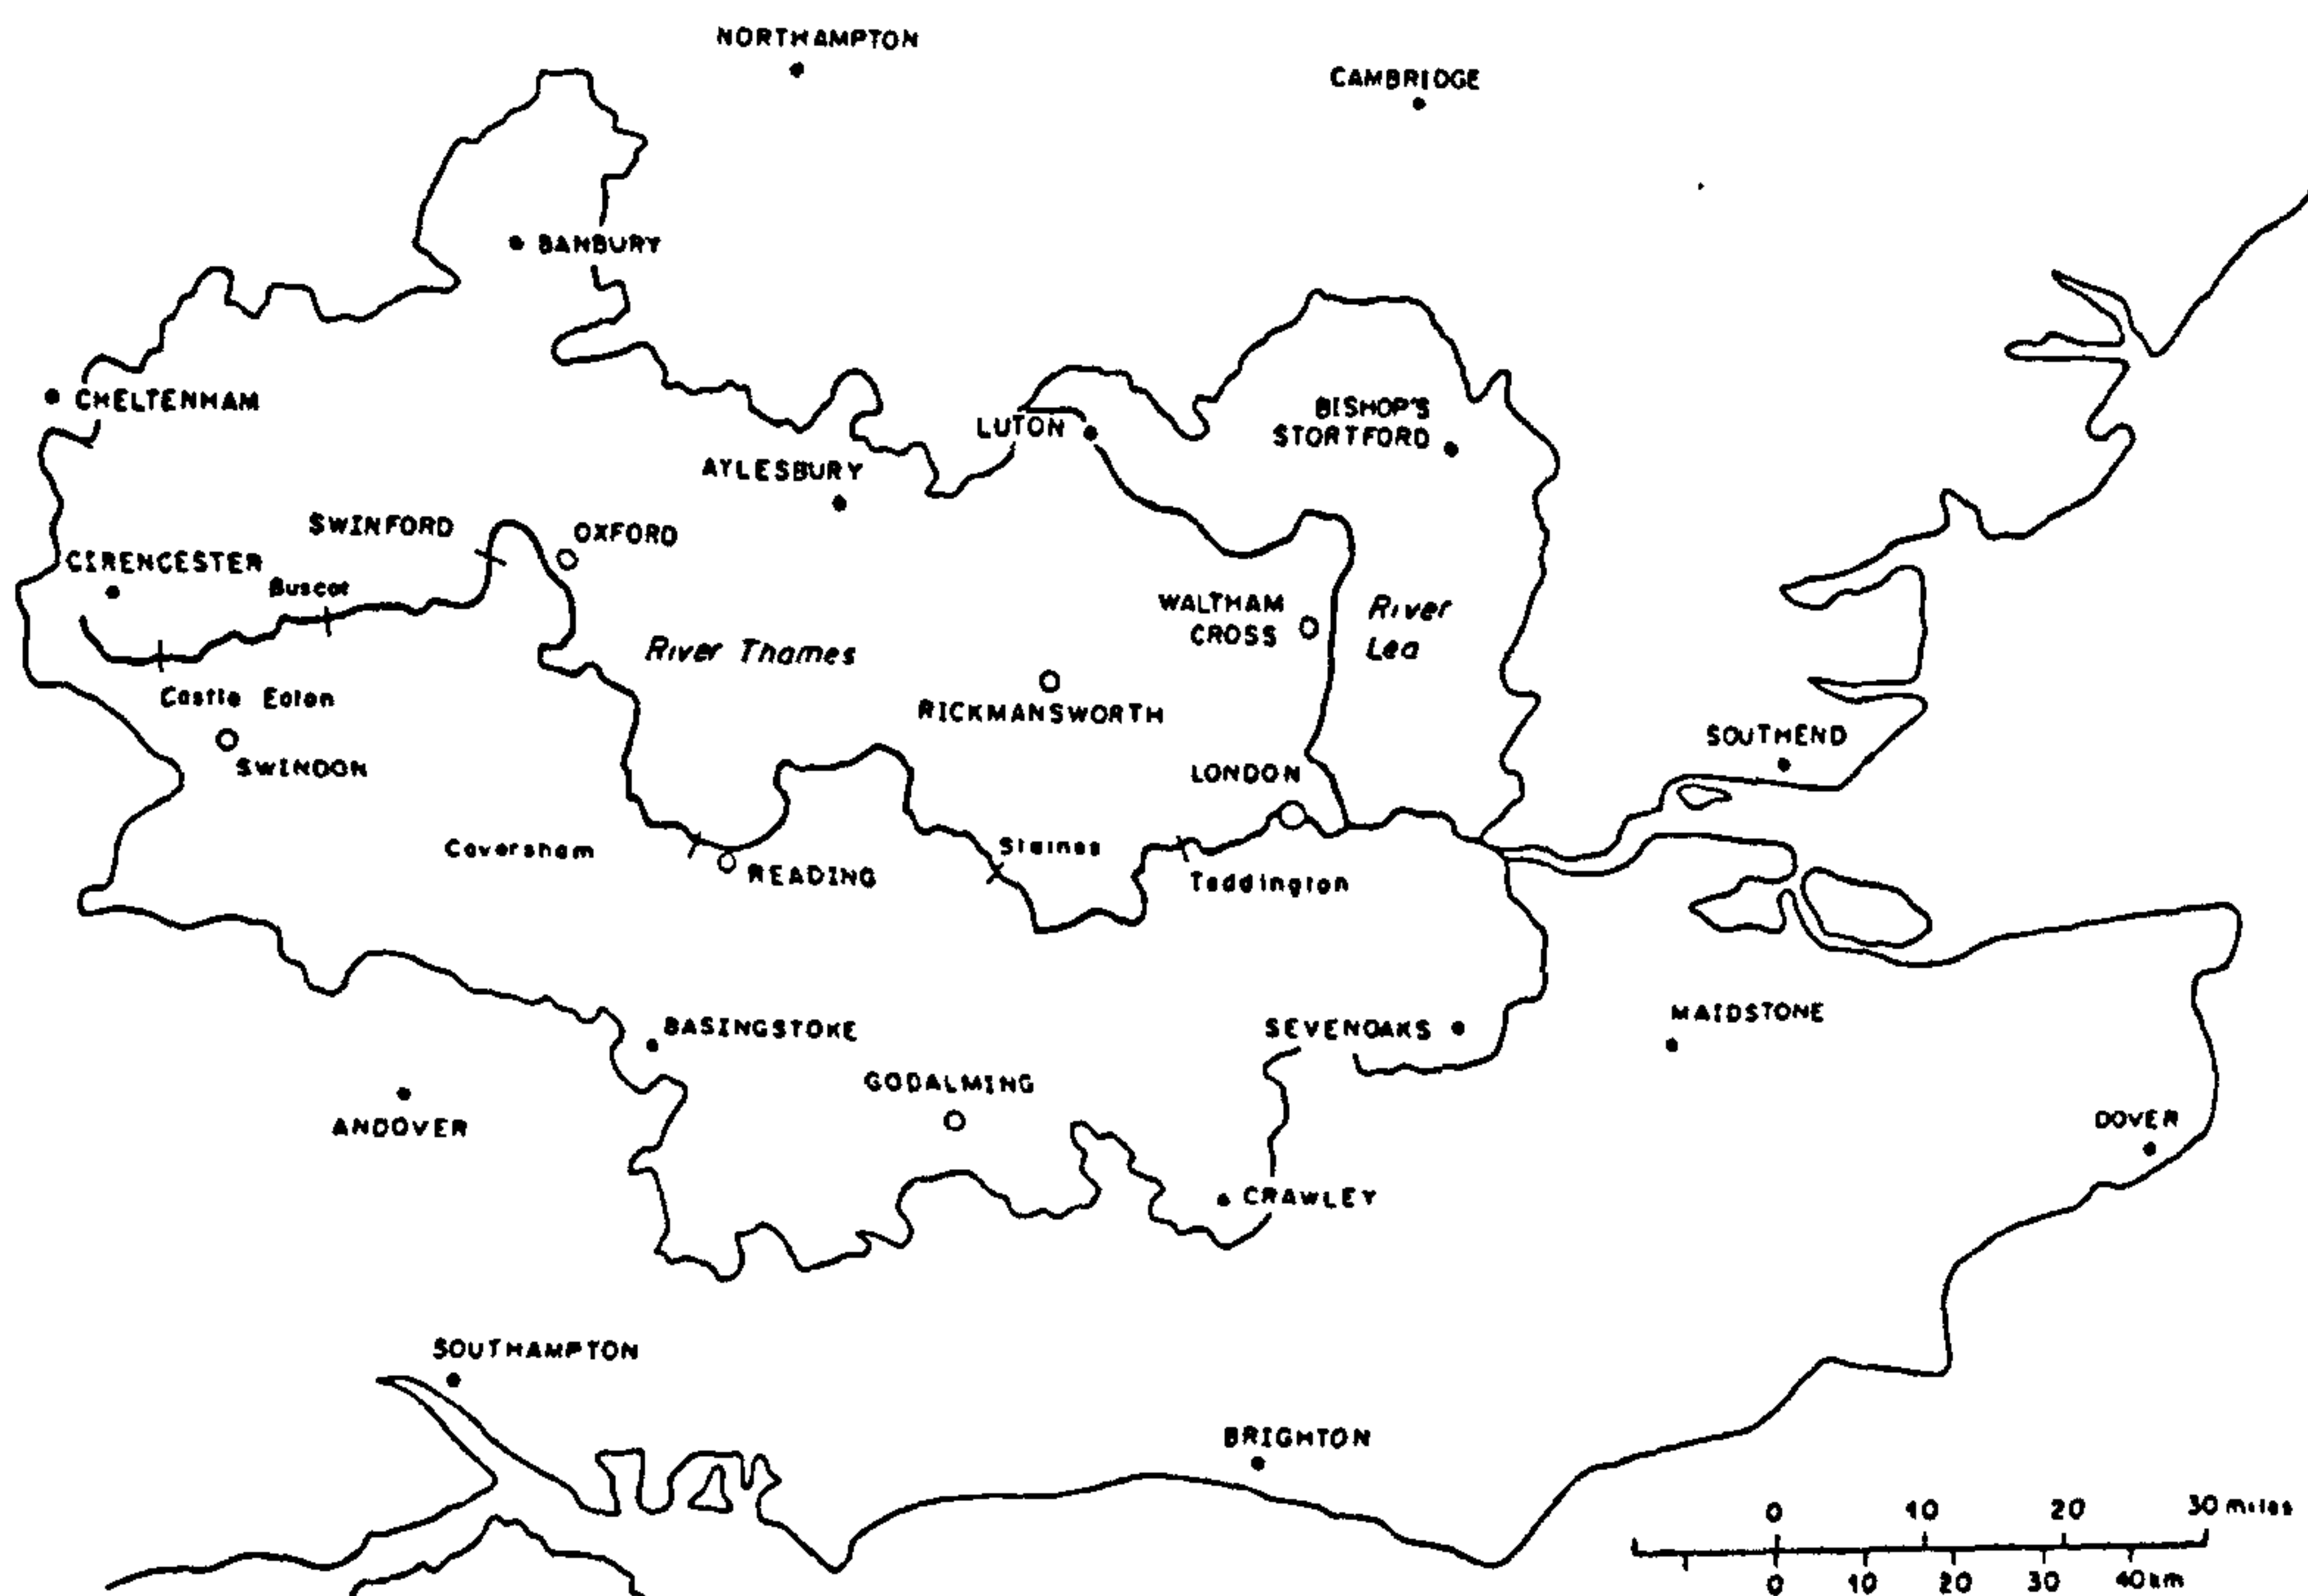 NORTHAMPTON
CAMBRIDGE
BANBURY
CHELTENHAM
LUTON
BISHOP'S
STORTFORD
AYLESBURY
SWINFORD
OXFORD
CIRENCESTER
Buscot
WALTHAM
CROSS
River
Lea
River Thames
Castle Eaton
RICKMANSWORTH
SWINDON
SOUTHEND
LONDON
Caversham
Staines
READING
Teddington
BASINGSTOKE
SEVENOAKS
MAIDSTONE
GODALMING
ANDOVER
DOVER
CRAWLEY
SOUTHAMPTON
BRIGHTON
0 10 20 30 miles
0 10 20 30 40 km